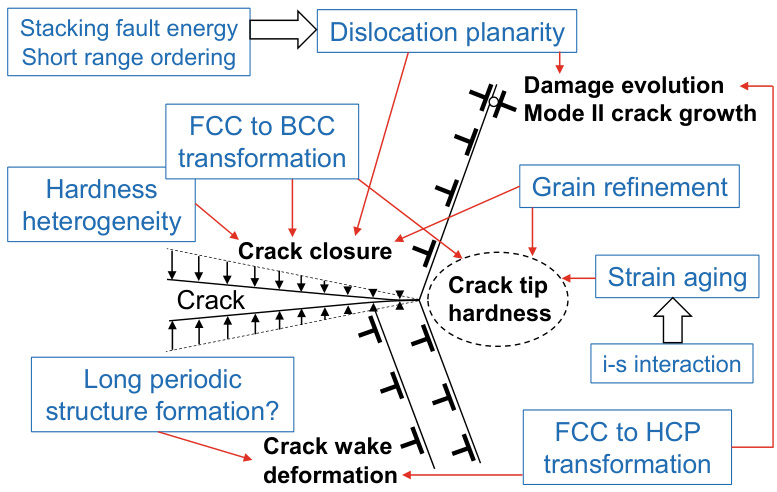 Stacking fault energy
Short range ordering
Dislocation planarity
Damage evolution
Mode II crack growth
FCC to BCC
transformation
Hardness
heterogeneity
Grain refinement
Crack closure
Crack
Crack tip
hardness
Strain aging
i-s interaction
Long periodic
structure formation?
Crack wake
deformation
FCC to HCP
transformation